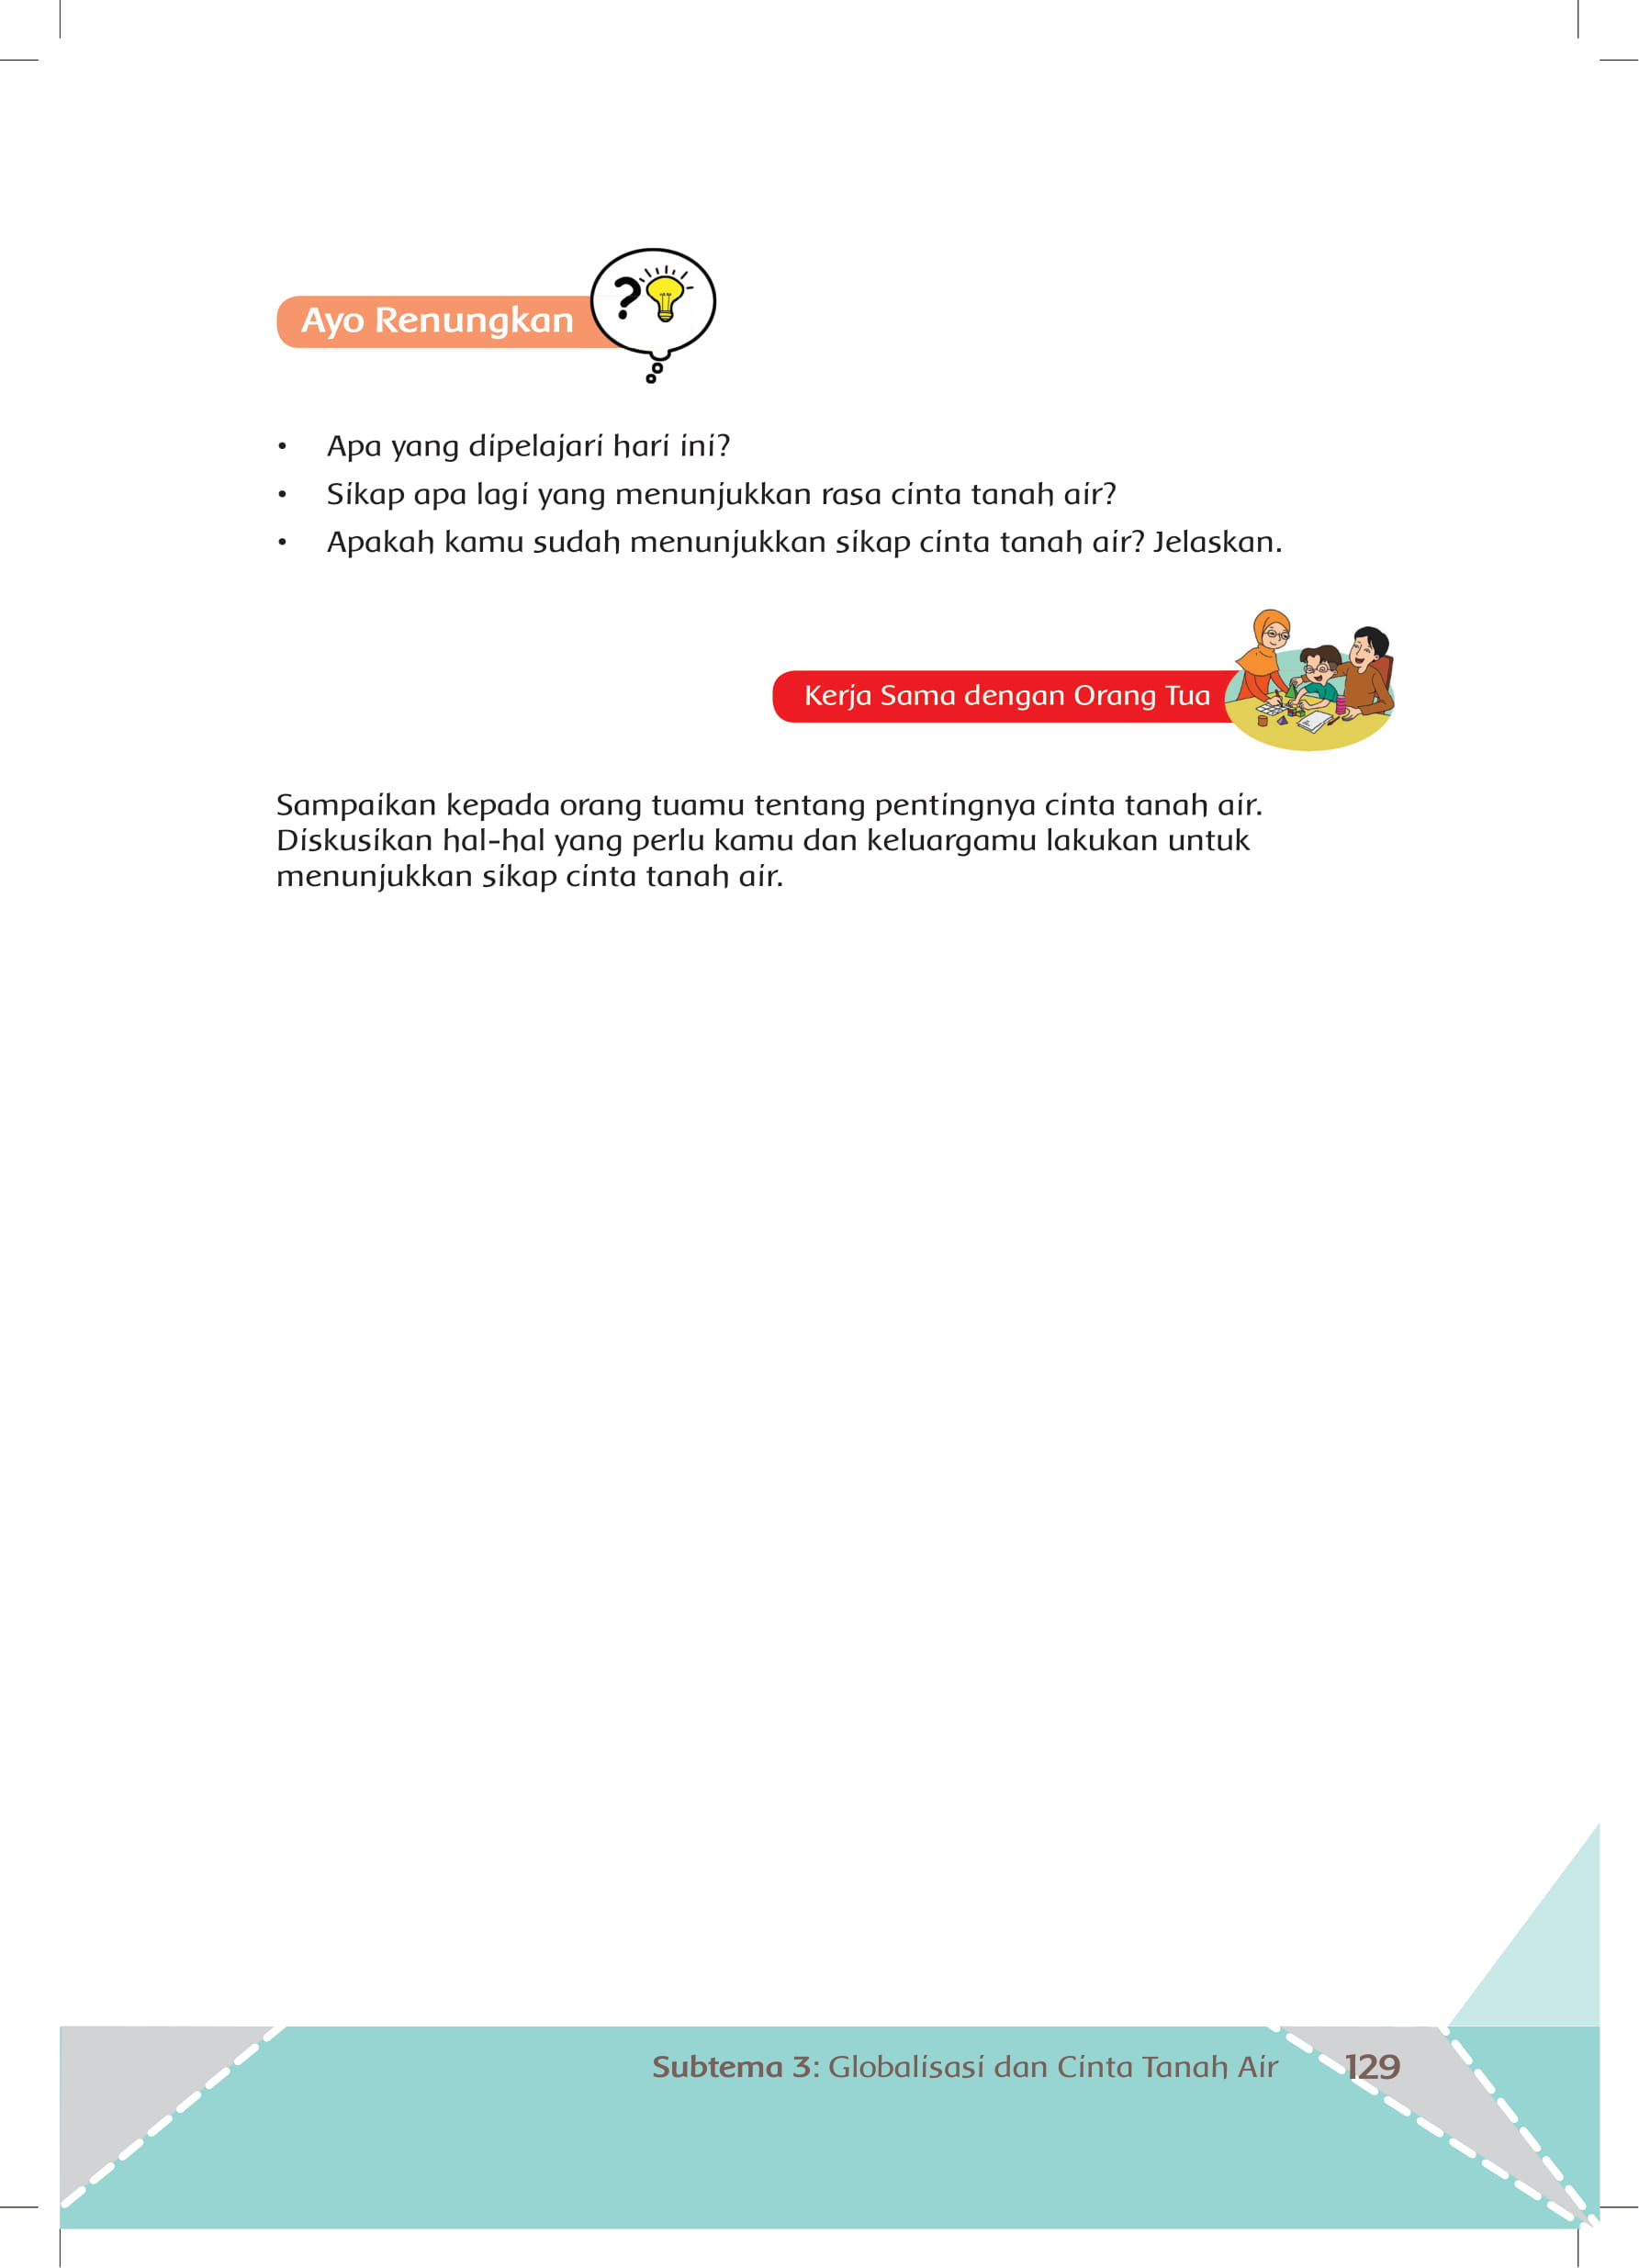 Ayo Renungkan
?
• Apa yang dipelajari hari ini?
• Sikap apa lagi yang menunjukkan rasa cinta tanah air?
• Apakah kamu sudah menunjukkan sikap cinta tanah air? Jelaskan.
Kerja Sama dengan Orang Tua
Sampaikan kepada orang tuamu tentang pentingnya cinta tanah air.
Diskusikan hal-hal yang perlu kamu dan keluargamu lakukan untuk
menunjukkan sikap cinta tanah air.
Subtema 3: Globalisasi dan Cinta Tanah Air 129